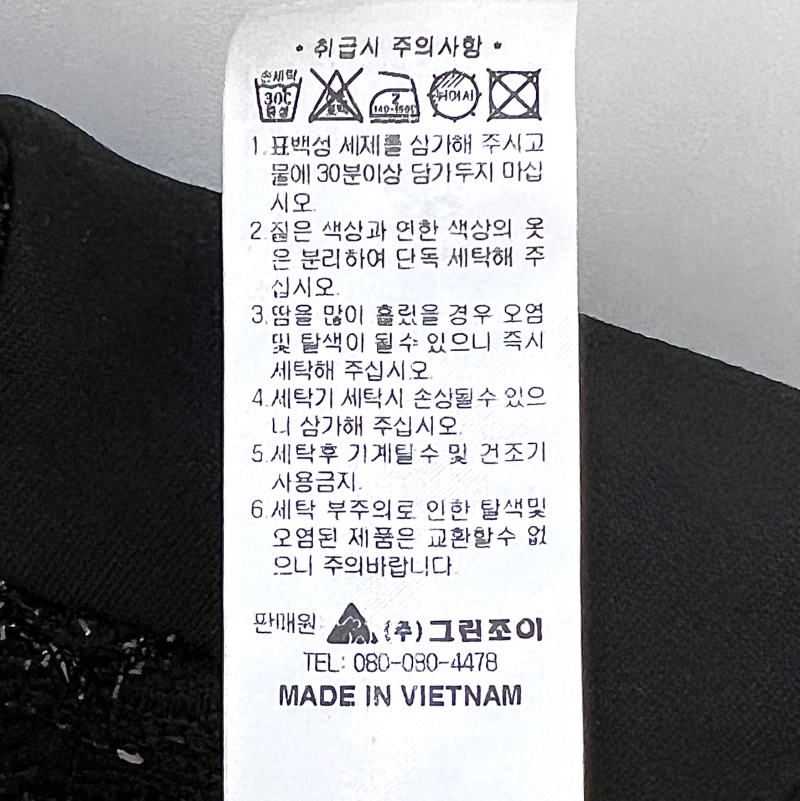 • 취급시 주의사항 •
손세탁
30C
중성
2
140~150C
1.표백성 세제를 삼가해 주시고
물에 30분이상 담가두지 마십
시오.
2.짙은 색상과 연한 색상의 옷
은 분리하여 단독 세탁해 주
십시오.
3.땀을 많이 흘렸을 경우 오염
및 탈색이 될수 있으니 즉시
세탁해 주십시오.
4.세탁기 세탁시 손상될수 있으
니 삼가해 주십시오.
5.세탁후 기계탈수 및 건조기
사용금지.
6.세탁 부주의로 인한 탈색및
오염된 제품은 교환할수 없
으니 주의바랍니다.
판매원 (주)그린조이
TEL: 080-080-4478
MADE IN VIETNAM